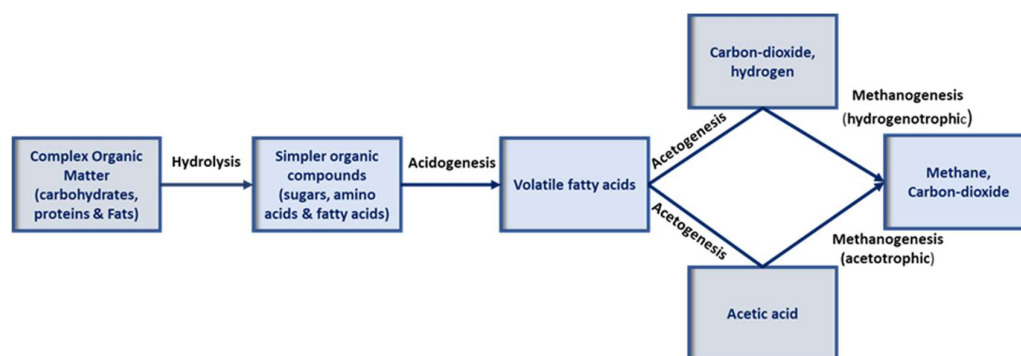 Complex Organic
Matter
(carbohydrates,
proteins & Fats)
Hydrolysis
Simpler organic
compounds
(sugars, amino
acids & fatty acids)
Acidogenesis
Volatile fatty acids
Acetogenesis
Acetogenesis
Carbon-dioxide,
hydrogen
Acetic acid
Methanogenesis
(hydrogenotrophic)
Methanogenesis
(acetotrophic)
Methane,
Carbon-dioxide